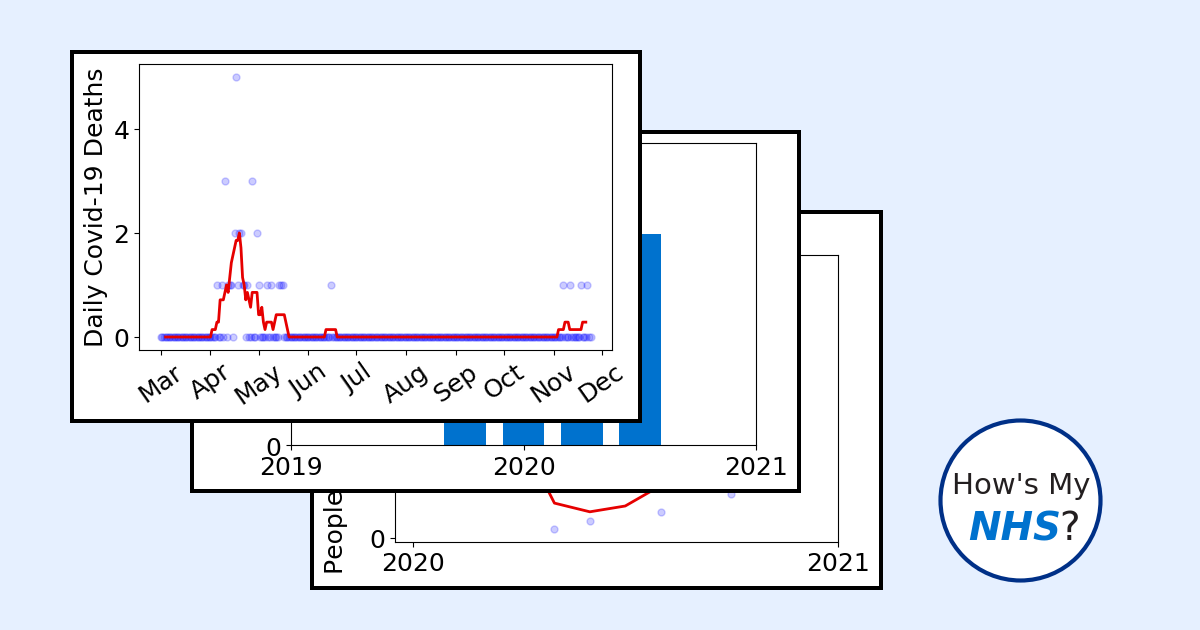 Daily Covid-19 Deaths
4
2
0
Mar Apr May Jun Jul Aug Sep Oct Nov Dec
0
2019 2020 2021
People
0
2020 2021
How's My
NHS?